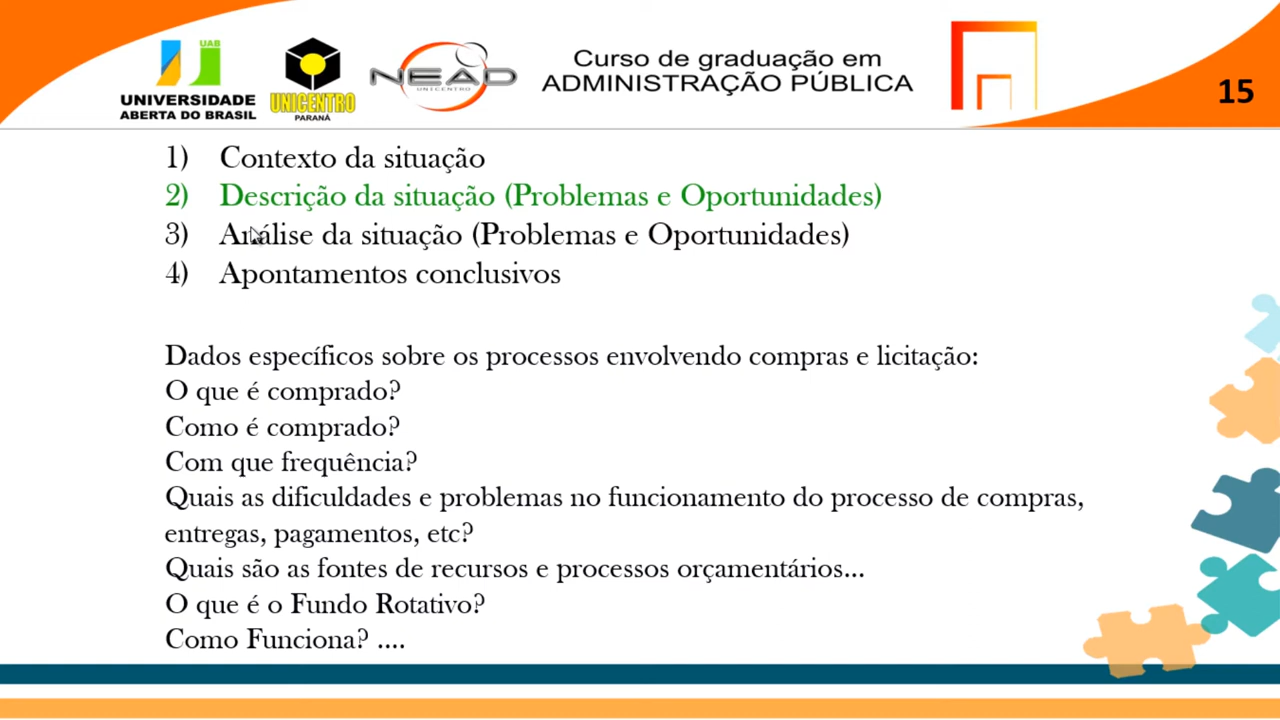 UAB
UNIVERSIDADE
ABERTA DO BRASIL
UNICENTRO
PARANÁ
NEAD
UNICENTRO
Curso de graduação em
ADMINISTRAÇÃO PÚBLICA
15
1) Contexto da situação
2) Descrição da situação (Problemas e Oportunidades)
3) Análise da situação (Problemas e Oportunidades)
4) Apontamentos conclusivos
Dados específicos sobre os processos envolvendo compras e licitação:
O que é comprado?
Como é comprado?
Com que frequência?
Quais as dificuldades e problemas no funcionamento do processo de compras,
entregas, pagamentos, etc?
Quais são as fontes de recursos e processos orçamentários...
O que é o Fundo Rotativo?
Como Funciona? ....